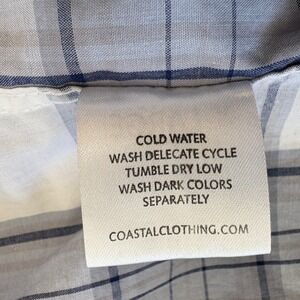 COLD WATER
WASH DELECATE CYCLE
TUMBLE DRY LOW
WASH DARK COLORS
SEPARATELY
COASTALCLOTHING.COM